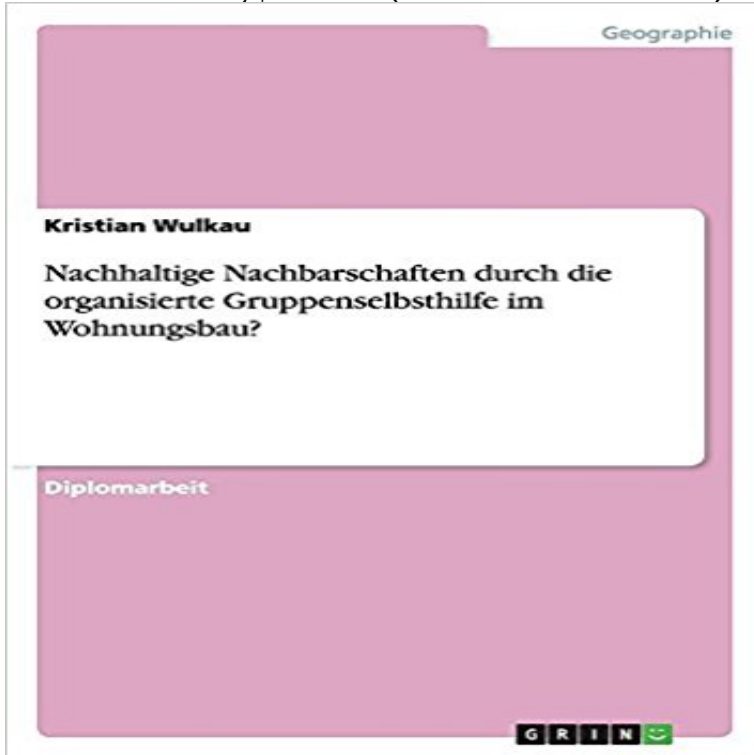 Geographie
Kristian Wulkau
Nachhaltige Nachbarschaften durch die
organisierte Gruppenselbsthilfe im
Wohnungsbau?
Diplomarbeit
GRIN